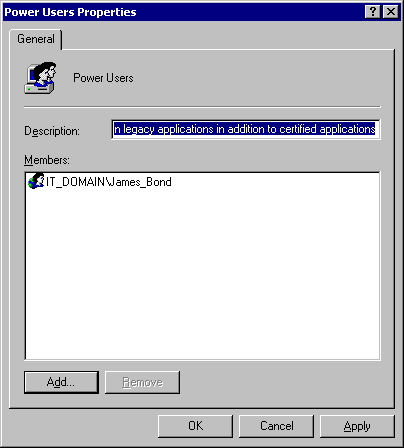 Power Users Properties
General
Power Users
Description:
n legacy applications in addition to certified applications
Members:
IT_DOMAIN\James_Bond
Add...
Remove
OK
Cancel
Apply